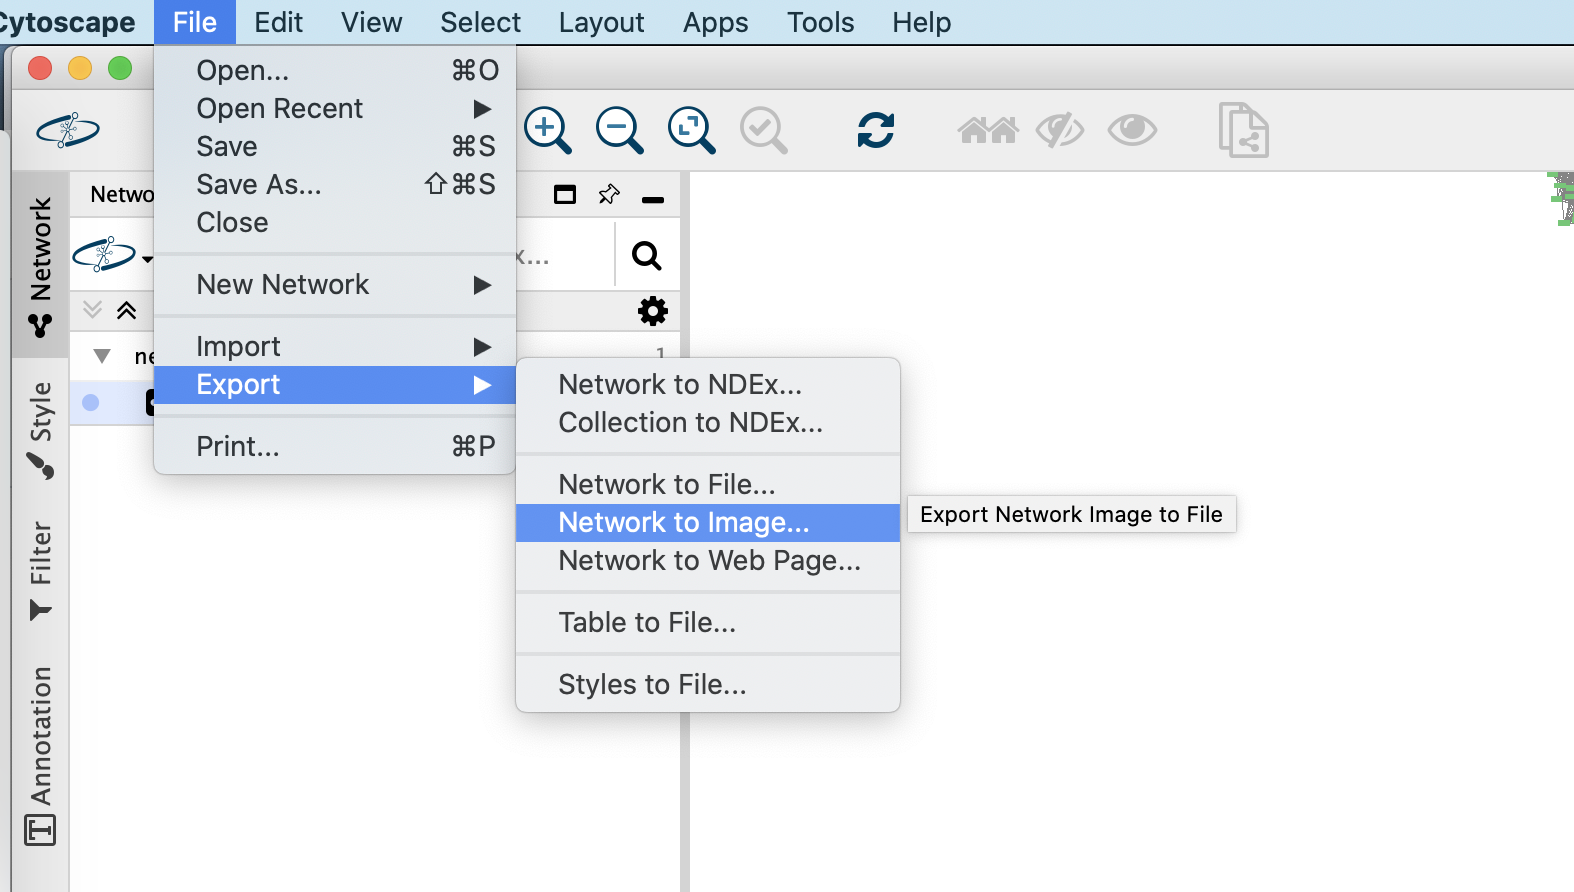 Cytoscape File Edit View Select Layout Apps Tools Help
Open... ⌘O
Open Recent ▶
Save ⌘S
Save As... ⇧⌘S
Close
New Network ▶
Import ▶
Export ▶
Print... ⌘P
Network to NDEx...
Collection to NDEx...
Network to File...
Network to Image...
Network to Web Page...
Table to File...
Styles to File...
Export Network Image to File
Netwo
x...
ne
1
Network
Style
Filter
Annotation